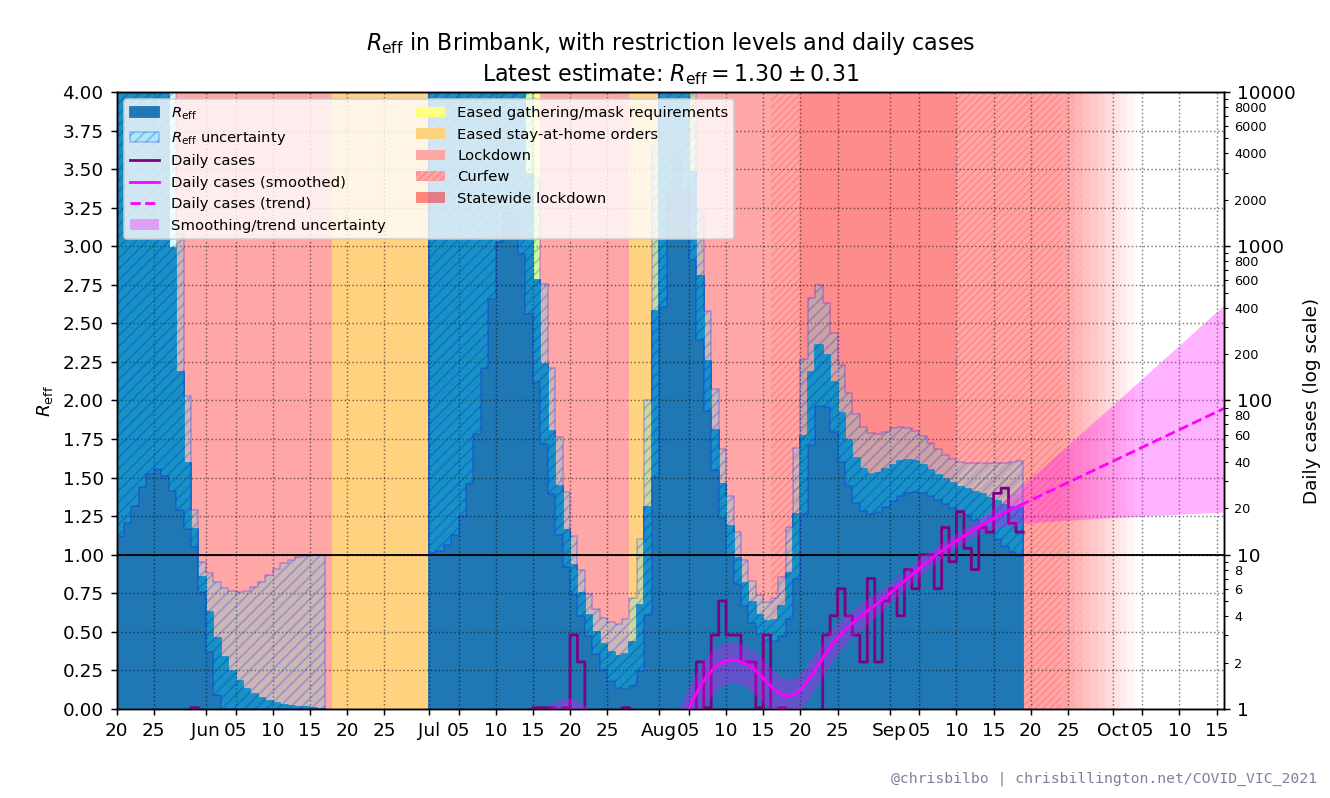 R_eff in Brimbank, with restriction levels and daily cases
Latest estimate: R_eff = 1.30 ± 0.31
R_eff
R_eff uncertainty
Daily cases
Daily cases (smoothed)
Daily cases (trend)
Smoothing/trend uncertainty
Eased gathering/mask requirements
Eased stay-at-home orders
Lockdown
Curfew
Statewide lockdown
4.00
3.75
3.50
3.25
3.00
2.75
2.50
2.25
2.00
1.75
1.50
1.25
1.00
0.75
0.50
0.25
0.00
R_eff
10000
8000
6000
4000
2000
1000
800
600
400
200
100
80
60
40
20
10
8
6
4
2
1
Daily cases (log scale)
20 25 Jun 05 10 15 20 25 Jul 05 10 15 20 25 Aug 05 10 15 20 25 Sep 05 10 15 20 25 Oct 05 10 15
@chrisbilbo | chrisbillington.net/COVID_VIC_2021